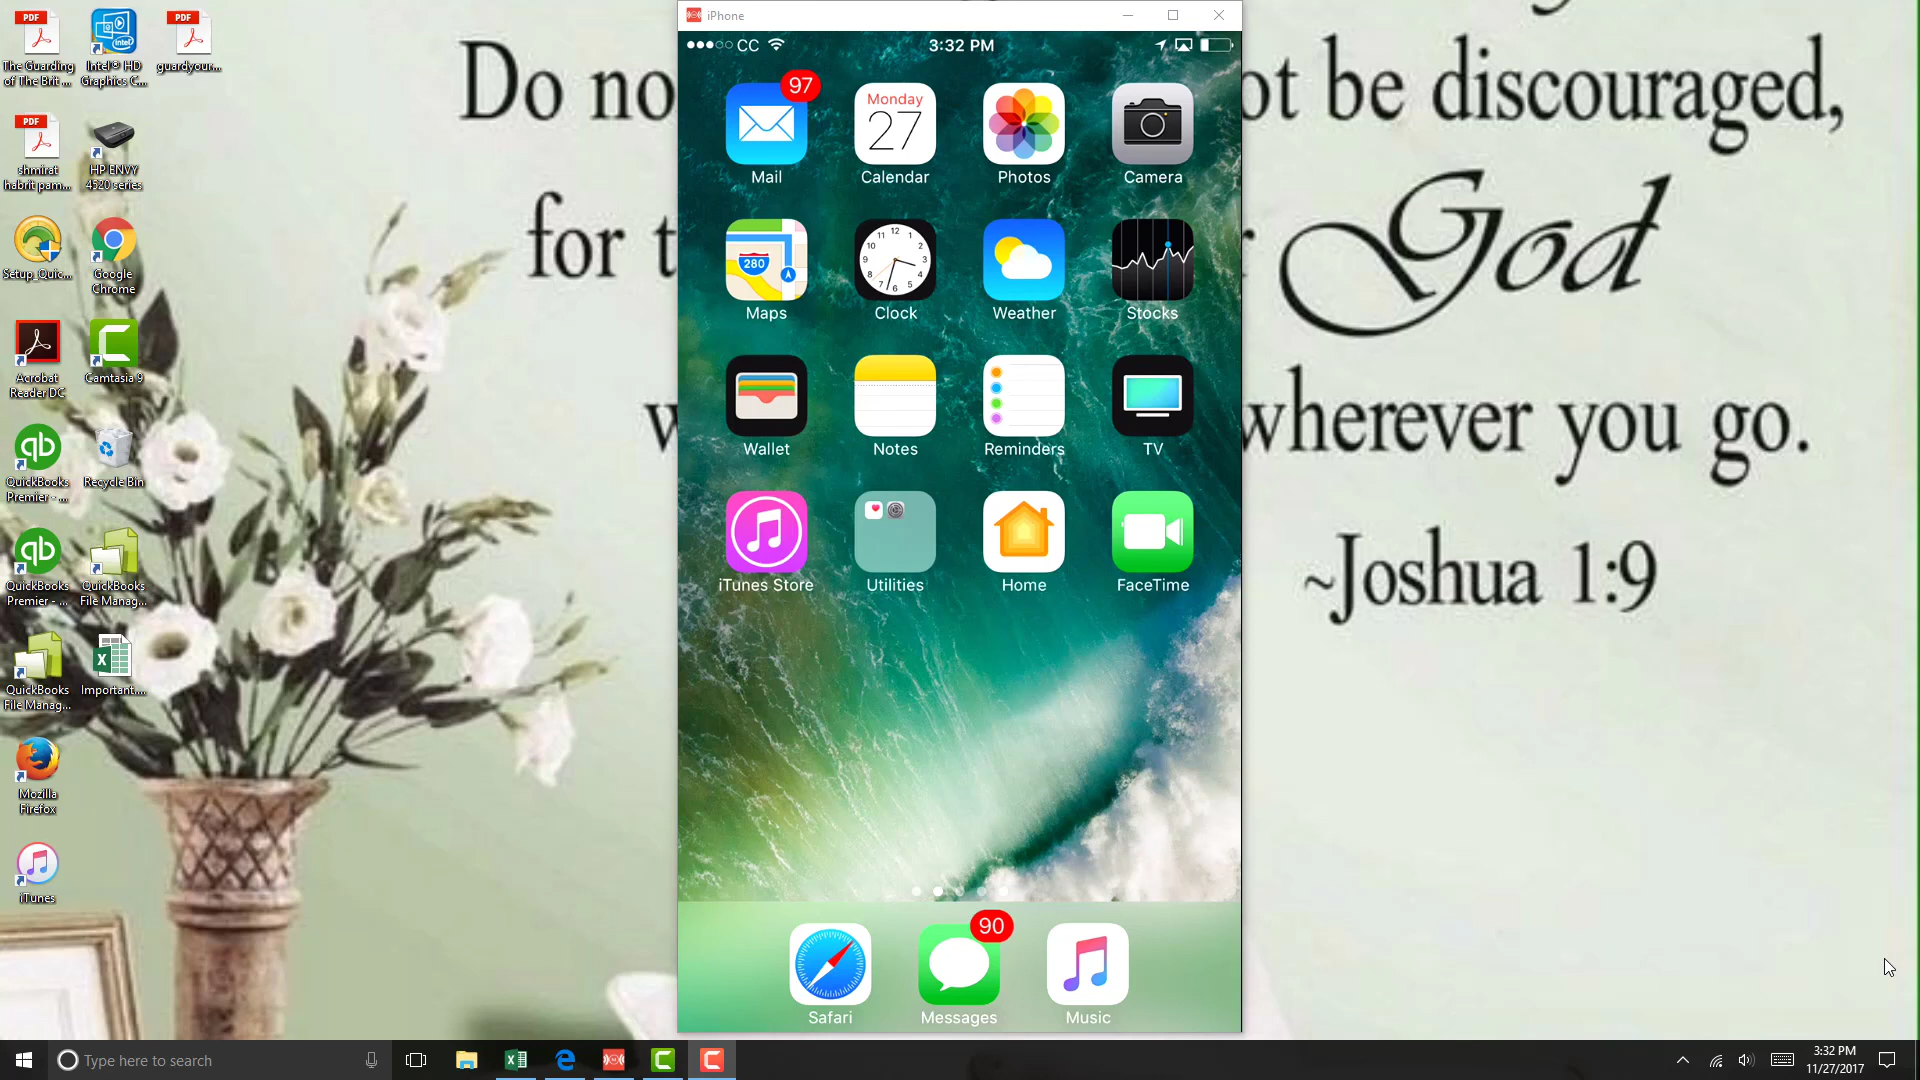 The Guarding
of The Brit ...
Intel® HD
Graphics C...
guardyour...
shmirat
habrit pam...
HP ENVY
4520 series
Setup_Quic...
Google
Chrome
Acrobat
Reader DC
Camtasia 9
QuickBooks
Premier - ...
Recycle Bin
QuickBooks
Premier - ...
QuickBooks
File Manag...
QuickBooks
File Manag...
Important....
Mozilla
Firefox
iTunes
iPhone
CC 3:32 PM
97
Monday
27
Mail Calendar Photos Camera
280
Maps Clock Weather Stocks
Wallet Notes Reminders TV
iTunes Store Utilities Home FaceTime
90
Safari Messages Music
Do no ot be discouraged,
for t r God
w wherever you go.
~Joshua 1:9
Type here to search
3:32 PM
11/27/2017